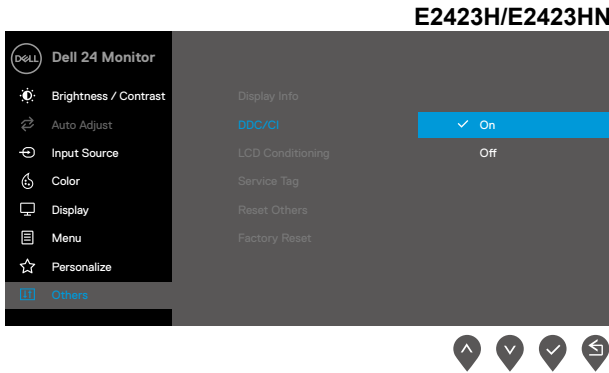 E2423H/E2423HN
DELL Dell 24 Monitor
Brightness / Contrast
Auto Adjust
Input Source
Color
Display
Menu
Personalize
Others
Display Info
DDC/CI
LCD Conditioning
Service Tag
Reset Others
Factory Reset
On
Off